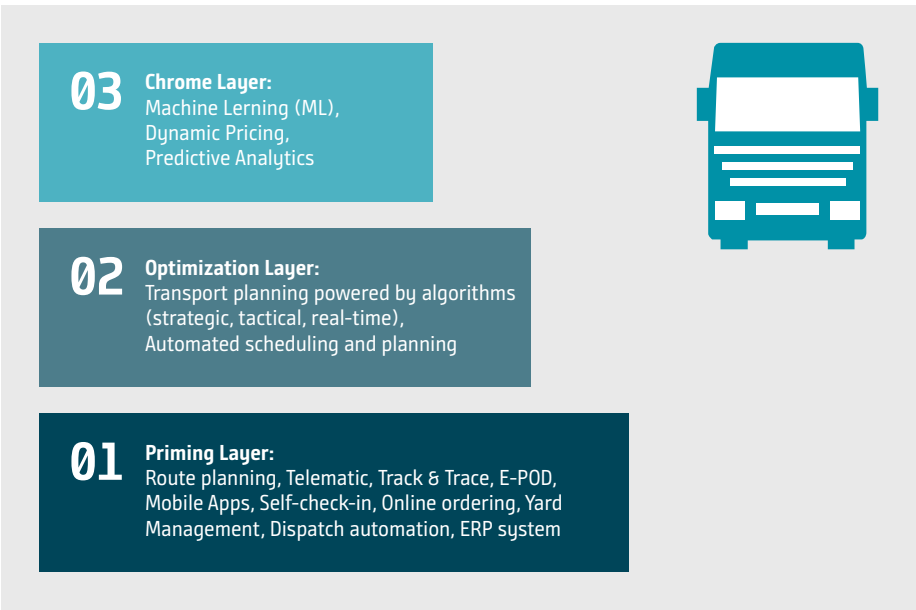 03
Chrome Layer:
Machine Lerning (ML),
Dynamic Pricing,
Predictive Analytics
02
Optimization Layer:
Transport planning powered by algorithms
(strategic, tactical, real-time),
Automated scheduling and planning
01
Priming Layer:
Route planning, Telematic, Track & Trace, E-POD,
Mobile Apps, Self-check-in, Online ordering, Yard
Management, Dispatch automation, ERP system